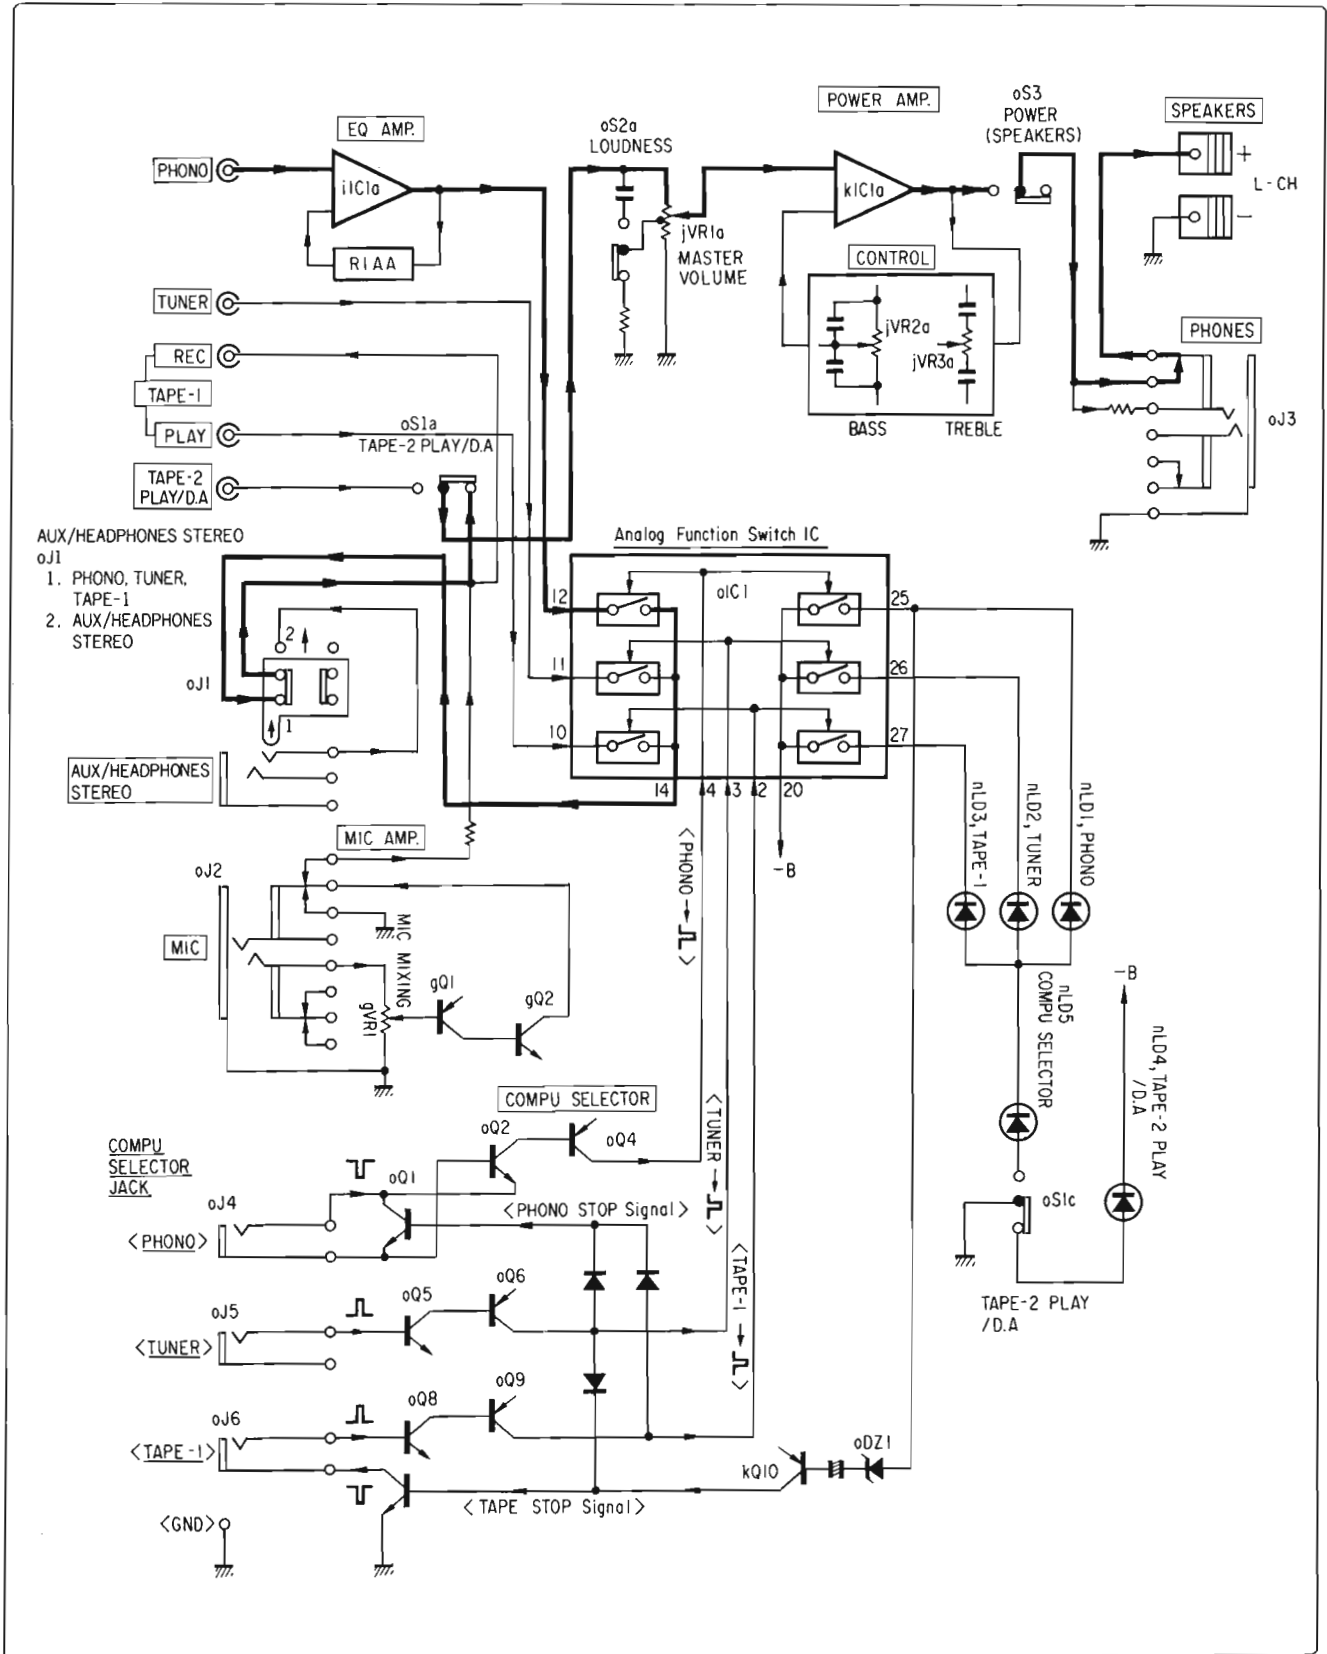 POWER AMP.
oS3
POWER
(SPEAKERS)
SPEAKERS
EQ AMP.
oS2a
LOUDNESS
PHONO
i1C1a
k1C1a
+
L-CH
−
RIAA
jVR1a
MASTER
VOLUME
CONTROL
TUNER
jVR2a
jVR3a
PHONES
REC
TAPE-1
PLAY
oS1a
TAPE-2 PLAY/D.A
BASS
TREBLE
oJ3
TAPE-2
PLAY/D.A
AUX/HEADPHONES STEREO
oJ1
1. PHONO, TUNER,
TAPE-1
2. AUX/HEADPHONES
STEREO
Analog Function Switch IC
12
oIC1
25
2
11
26
oJ1
1
10
27
14
4
3
2
20
AUX/HEADPHONES
STEREO
-B
nLD3, TAPE-1
nLD2, TUNER
nLD1, PHONO
MIC AMP.
<PHONO→ >
oJ2
MIC
MIC MIXING
gVR1
gQ1
gQ2
nLD5
COMPU SELECTOR
-B
nLD4, TAPE-2 PLAY
/D.A
COMPU SELECTOR
<TUNER→ >
COMPU
SELECTOR
JACK
oQ2
oQ4
oQ1
oJ4
<PHONO>
<PHONO STOP Signal>
oS1c
<TAPE-1→ >
oJ5
<TUNER>
oQ5
oQ6
TAPE-2 PLAY
/D.A
oJ6
<TAPE-1>
oQ8
oQ9
kQ10
oDZ1
<TAPE STOP Signal>
<GND>